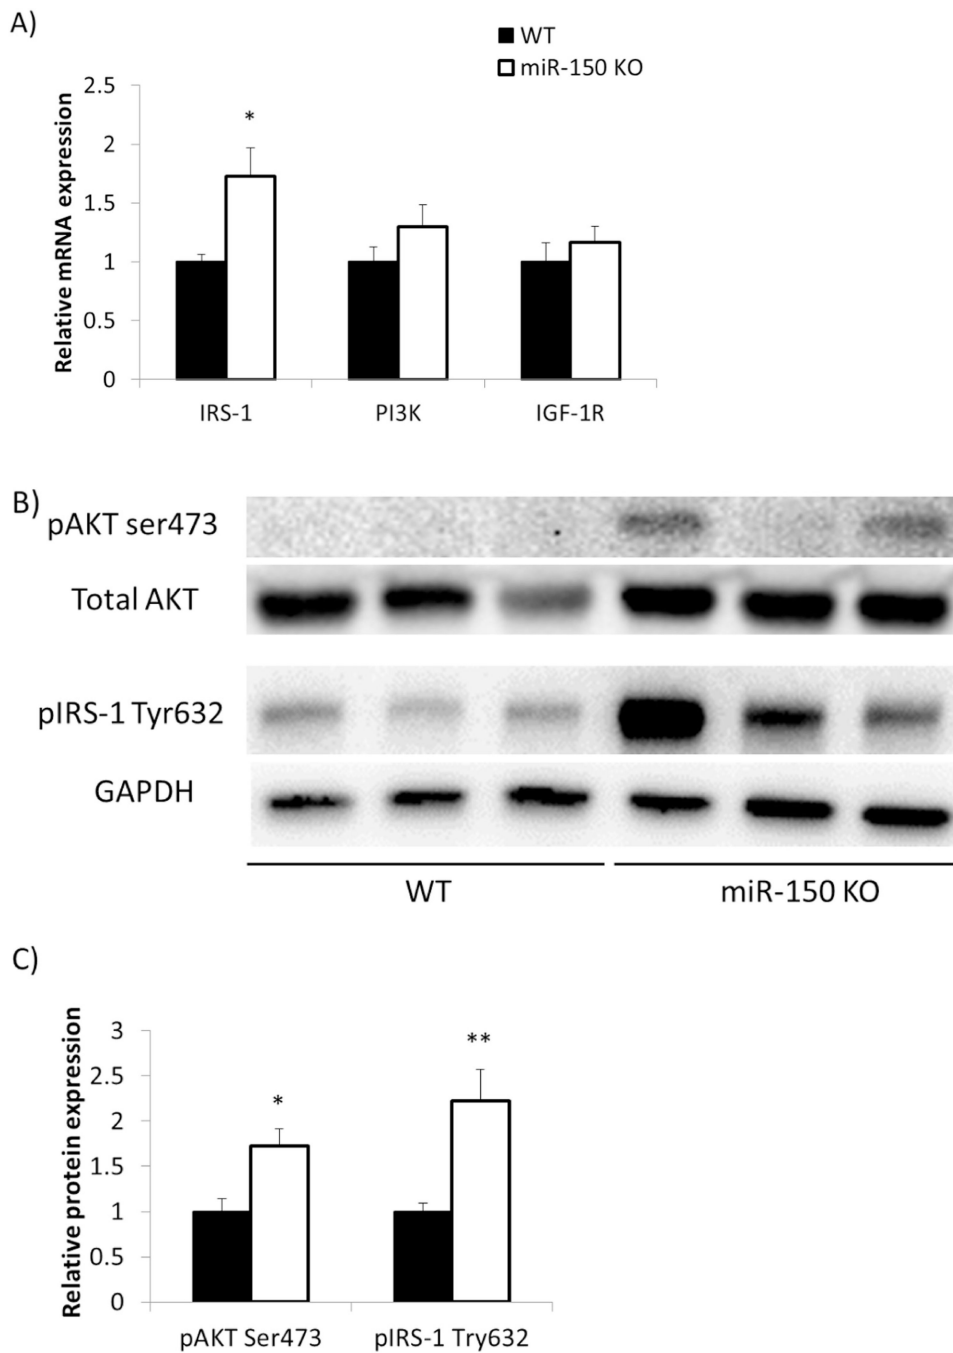 A)
WT
miR-150 KO
Relative mRNA expression
2.5
2
1.5
1
0.5
0
*
IRS-1 PI3K IGF-1R
B)
pAKT ser473
Total AKT
pIRS-1 Tyr632
GAPDH
WT miR-150 KO
C)
Relative protein expression
3
2.5
2
1.5
1
0.5
0
*
**
pAKT Ser473 pIRS-1 Try632